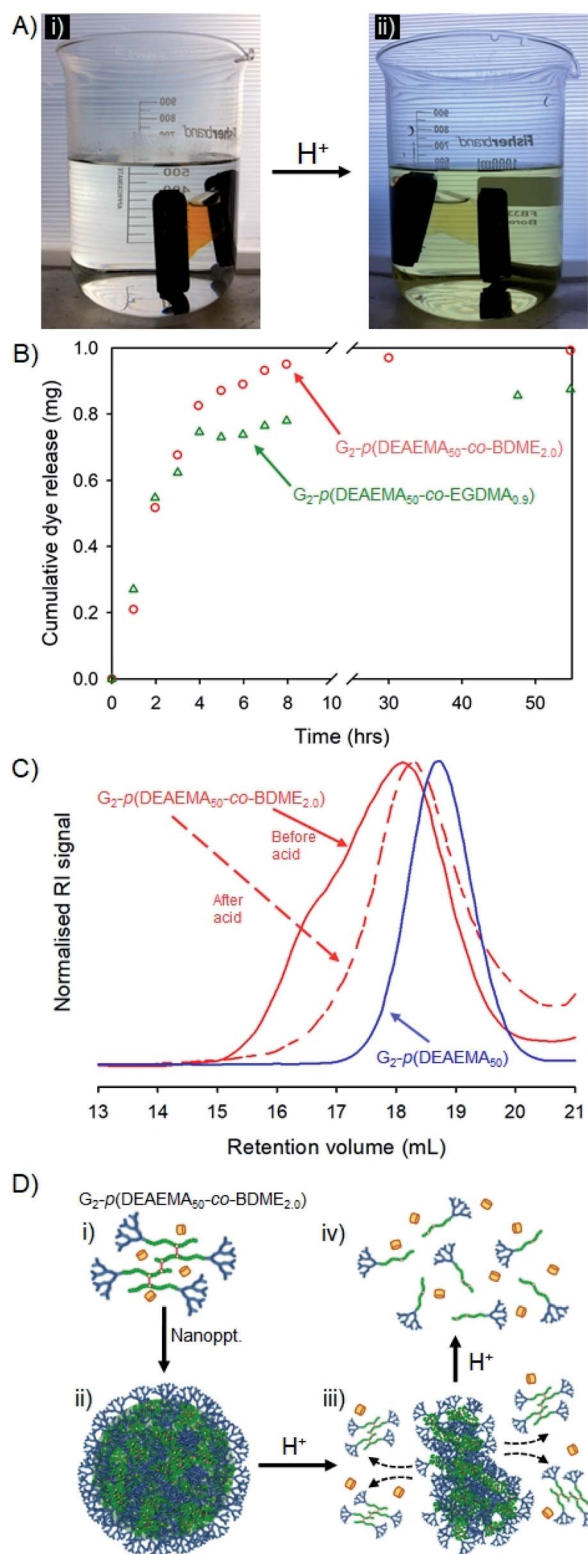 A)
i)
ii)
900
800
700
Fisherbrand
500
400
H⁺
900
800
700
Fisherbrand
500
1000ml
FB33
Boro
B)
Cumulative dye release (mg)
1.0
0.8
0.6
0.4
0.2
0.0
G₂-p(DEAEMA₅₀-co-BDME₂.₀)
G₂-p(DEAEMA₅₀-co-EGDMA₀.₉)
0 2 4 6 8 10 30 40 50
Time (hrs)
C)
G₂-p(DEAEMA₅₀-co-BDME₂.₀)
Before
acid
After
acid
G₂-p(DEAEMA₅₀)
Normalised RI signal
13 14 15 16 17 18 19 20 21
Retention volume (mL)
D)
G₂-p(DEAEMA₅₀-co-BDME₂.₀)
i)
iv)
Nanoppt.
H⁺
ii)
iii)
H⁺